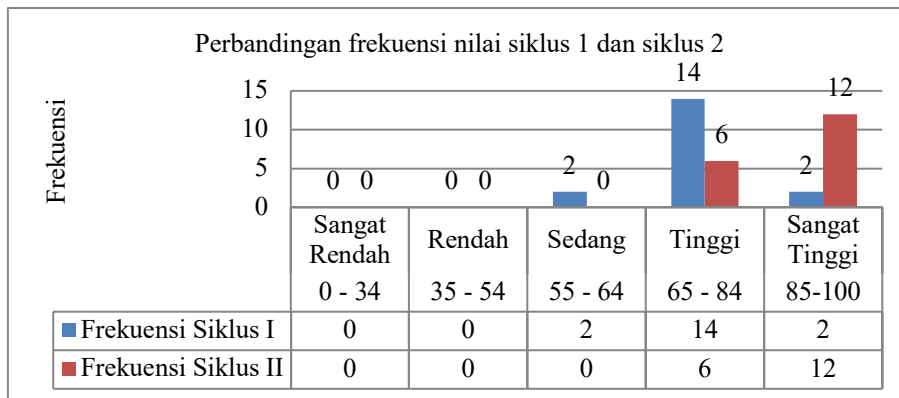 Perbandingan frekuensi nilai siklus 1 dan siklus 2
Frekuensi
15
10
5
0
0 0 0 0 2 0 14 6 2 12
Sangat Rendah Rendah Sedang Tinggi Sangat Tinggi
0 - 34 35 - 54 55 - 64 65 - 84 85-100
Frekuensi Siklus I 0 0 2 14 2
Frekuensi Siklus II 0 0 0 6 12